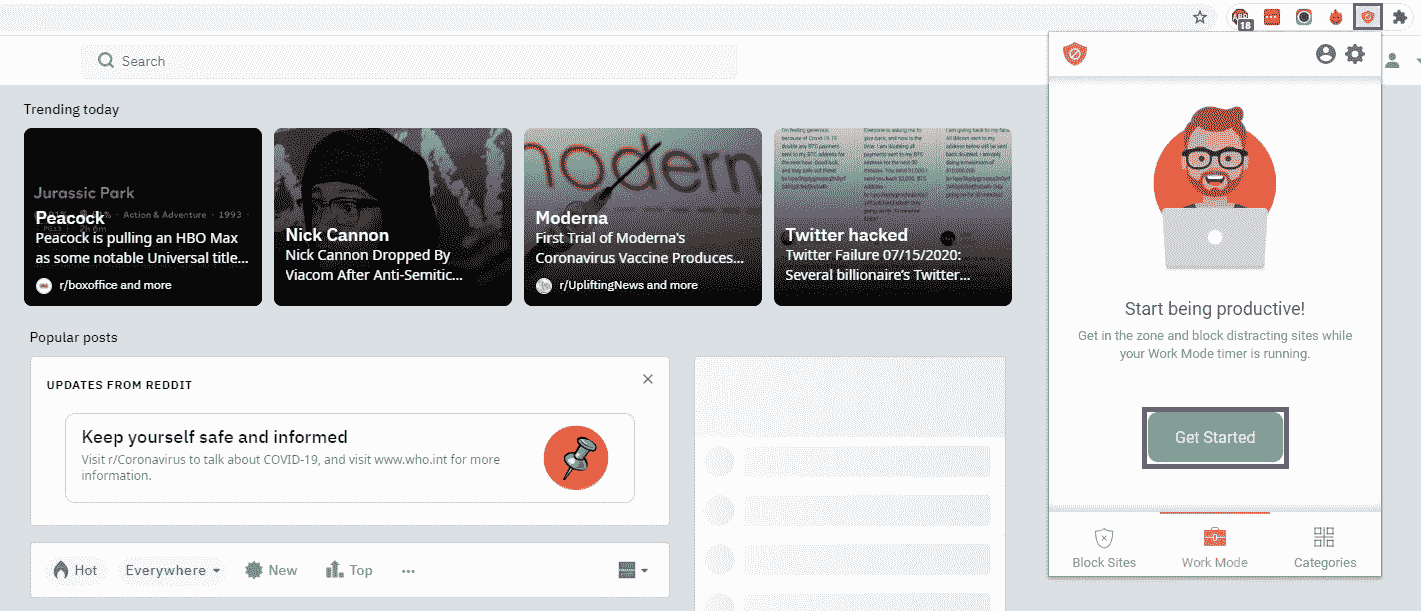 18
Search
Trending today
Jurassic Park
Action & Adventure · 1993 ·
PG13
2h 6m
Peacock
Peacock is pulling an HBO Max
as some notable Universal title...
r/boxoffice and more
Nick Cannon
Nick Cannon Dropped By
Viacom After Anti-Semitic...
modern
Moderna
First Trial of Moderna's
Coronavirus Vaccine Produces...
r/UpliftingNews and more
Twitter hacked
Twitter Failure 07/15/2020:
Several billionaire's Twitter...
Popular posts
UPDATES FROM REDDIT
Keep yourself safe and informed
Visit r/Coronavirus to talk about COVID-19, and visit www.who.int for more
information.
Hot
Everywhere
New
Top
Start being productive!
Get in the zone and block distracting sites while
your Work Mode timer is running.
Get Started
Block Sites
Work Mode
Categories